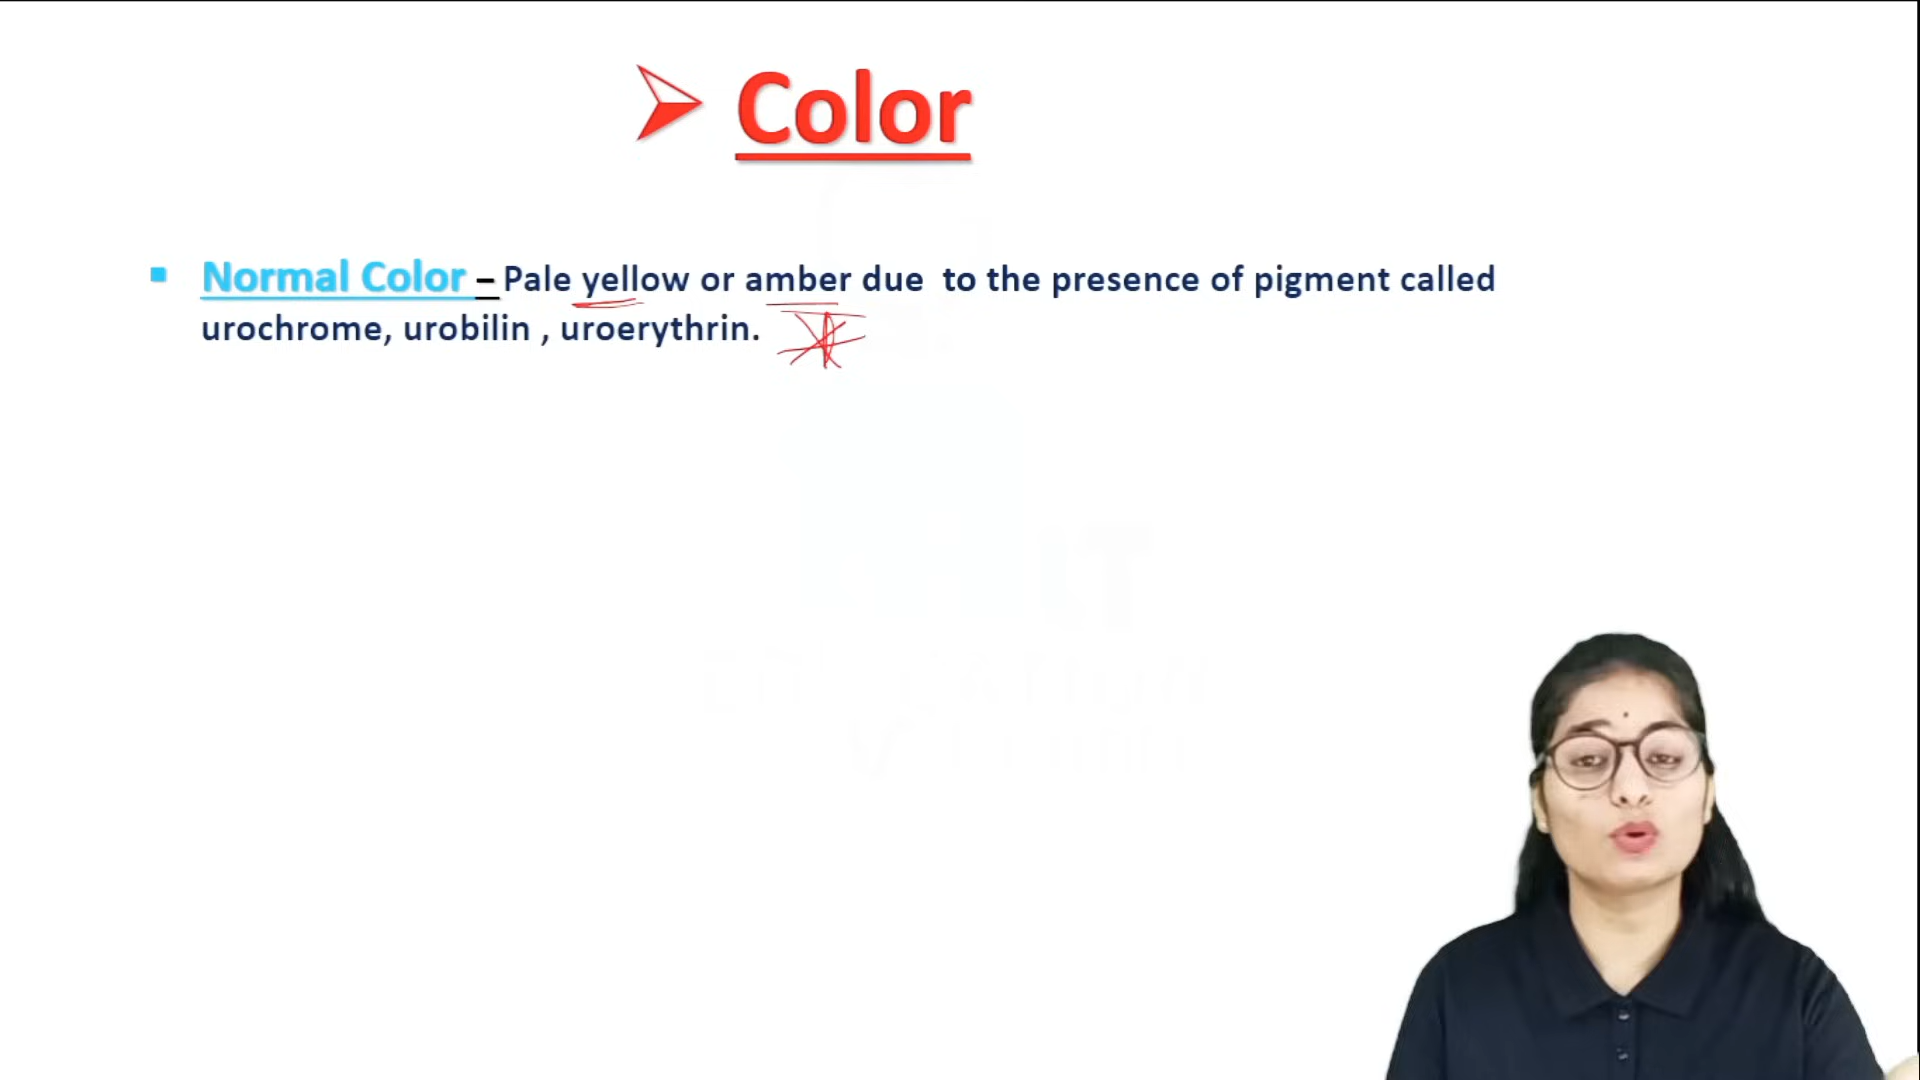 Color
Normal Color – Pale yellow or amber due to the presence of pigment called
urochrome, urobilin , uroerythrin.